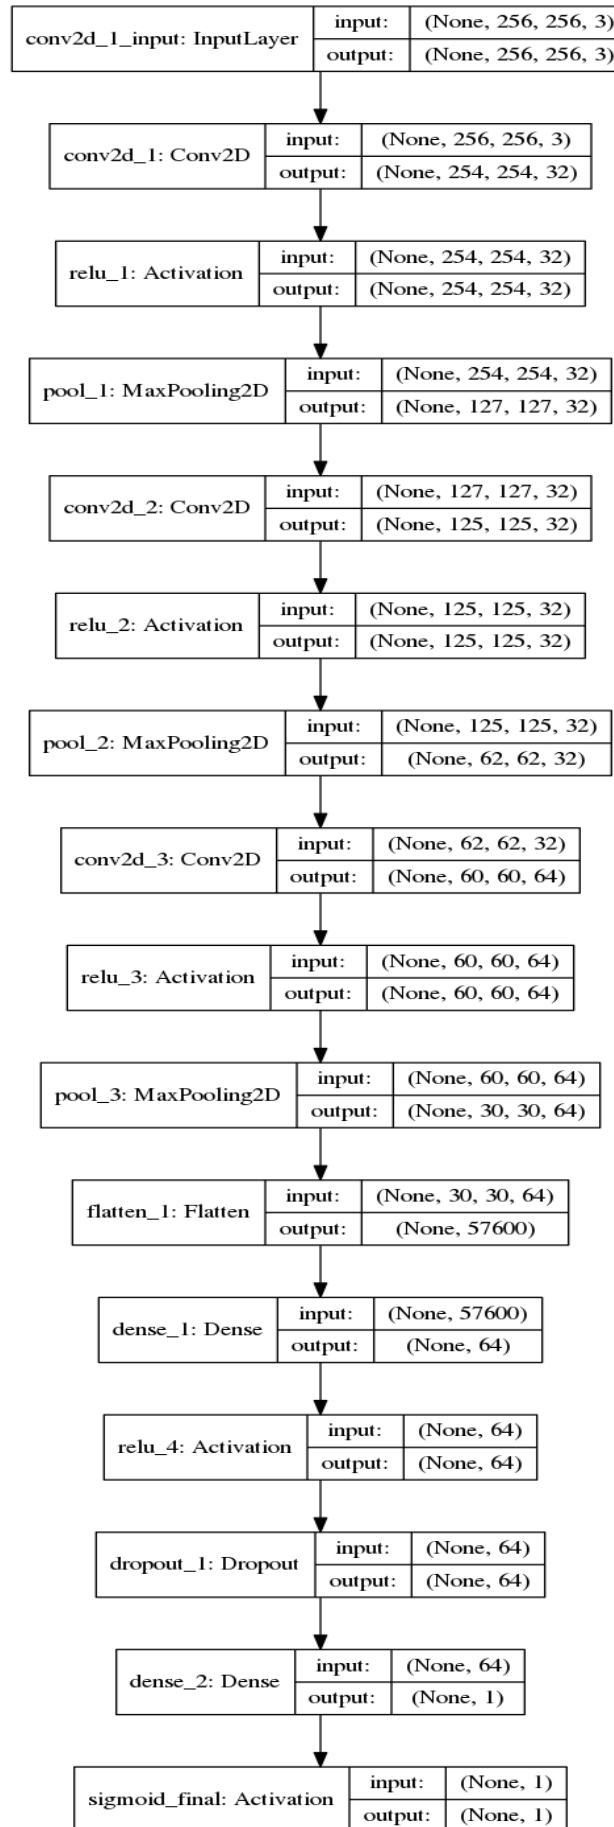 conv2d_1_input: InputLayer input: (None, 256, 256, 3)
output: (None, 256, 256, 3)
conv2d_1: Conv2D input: (None, 256, 256, 3)
output: (None, 254, 254, 32)
relu_1: Activation input: (None, 254, 254, 32)
output: (None, 254, 254, 32)
pool_1: MaxPooling2D input: (None, 254, 254, 32)
output: (None, 127, 127, 32)
conv2d_2: Conv2D input: (None, 127, 127, 32)
output: (None, 125, 125, 32)
relu_2: Activation input: (None, 125, 125, 32)
output: (None, 125, 125, 32)
pool_2: MaxPooling2D input: (None, 125, 125, 32)
output: (None, 62, 62, 32)
conv2d_3: Conv2D input: (None, 62, 62, 32)
output: (None, 60, 60, 64)
relu_3: Activation input: (None, 60, 60, 64)
output: (None, 60, 60, 64)
pool_3: MaxPooling2D input: (None, 60, 60, 64)
output: (None, 30, 30, 64)
flatten_1: Flatten input: (None, 30, 30, 64)
output: (None, 57600)
dense_1: Dense input: (None, 57600)
output: (None, 64)
relu_4: Activation input: (None, 64)
output: (None, 64)
dropout_1: Dropout input: (None, 64)
output: (None, 64)
dense_2: Dense input: (None, 64)
output: (None, 1)
sigmoid_final: Activation input: (None, 1)
output: (None, 1)